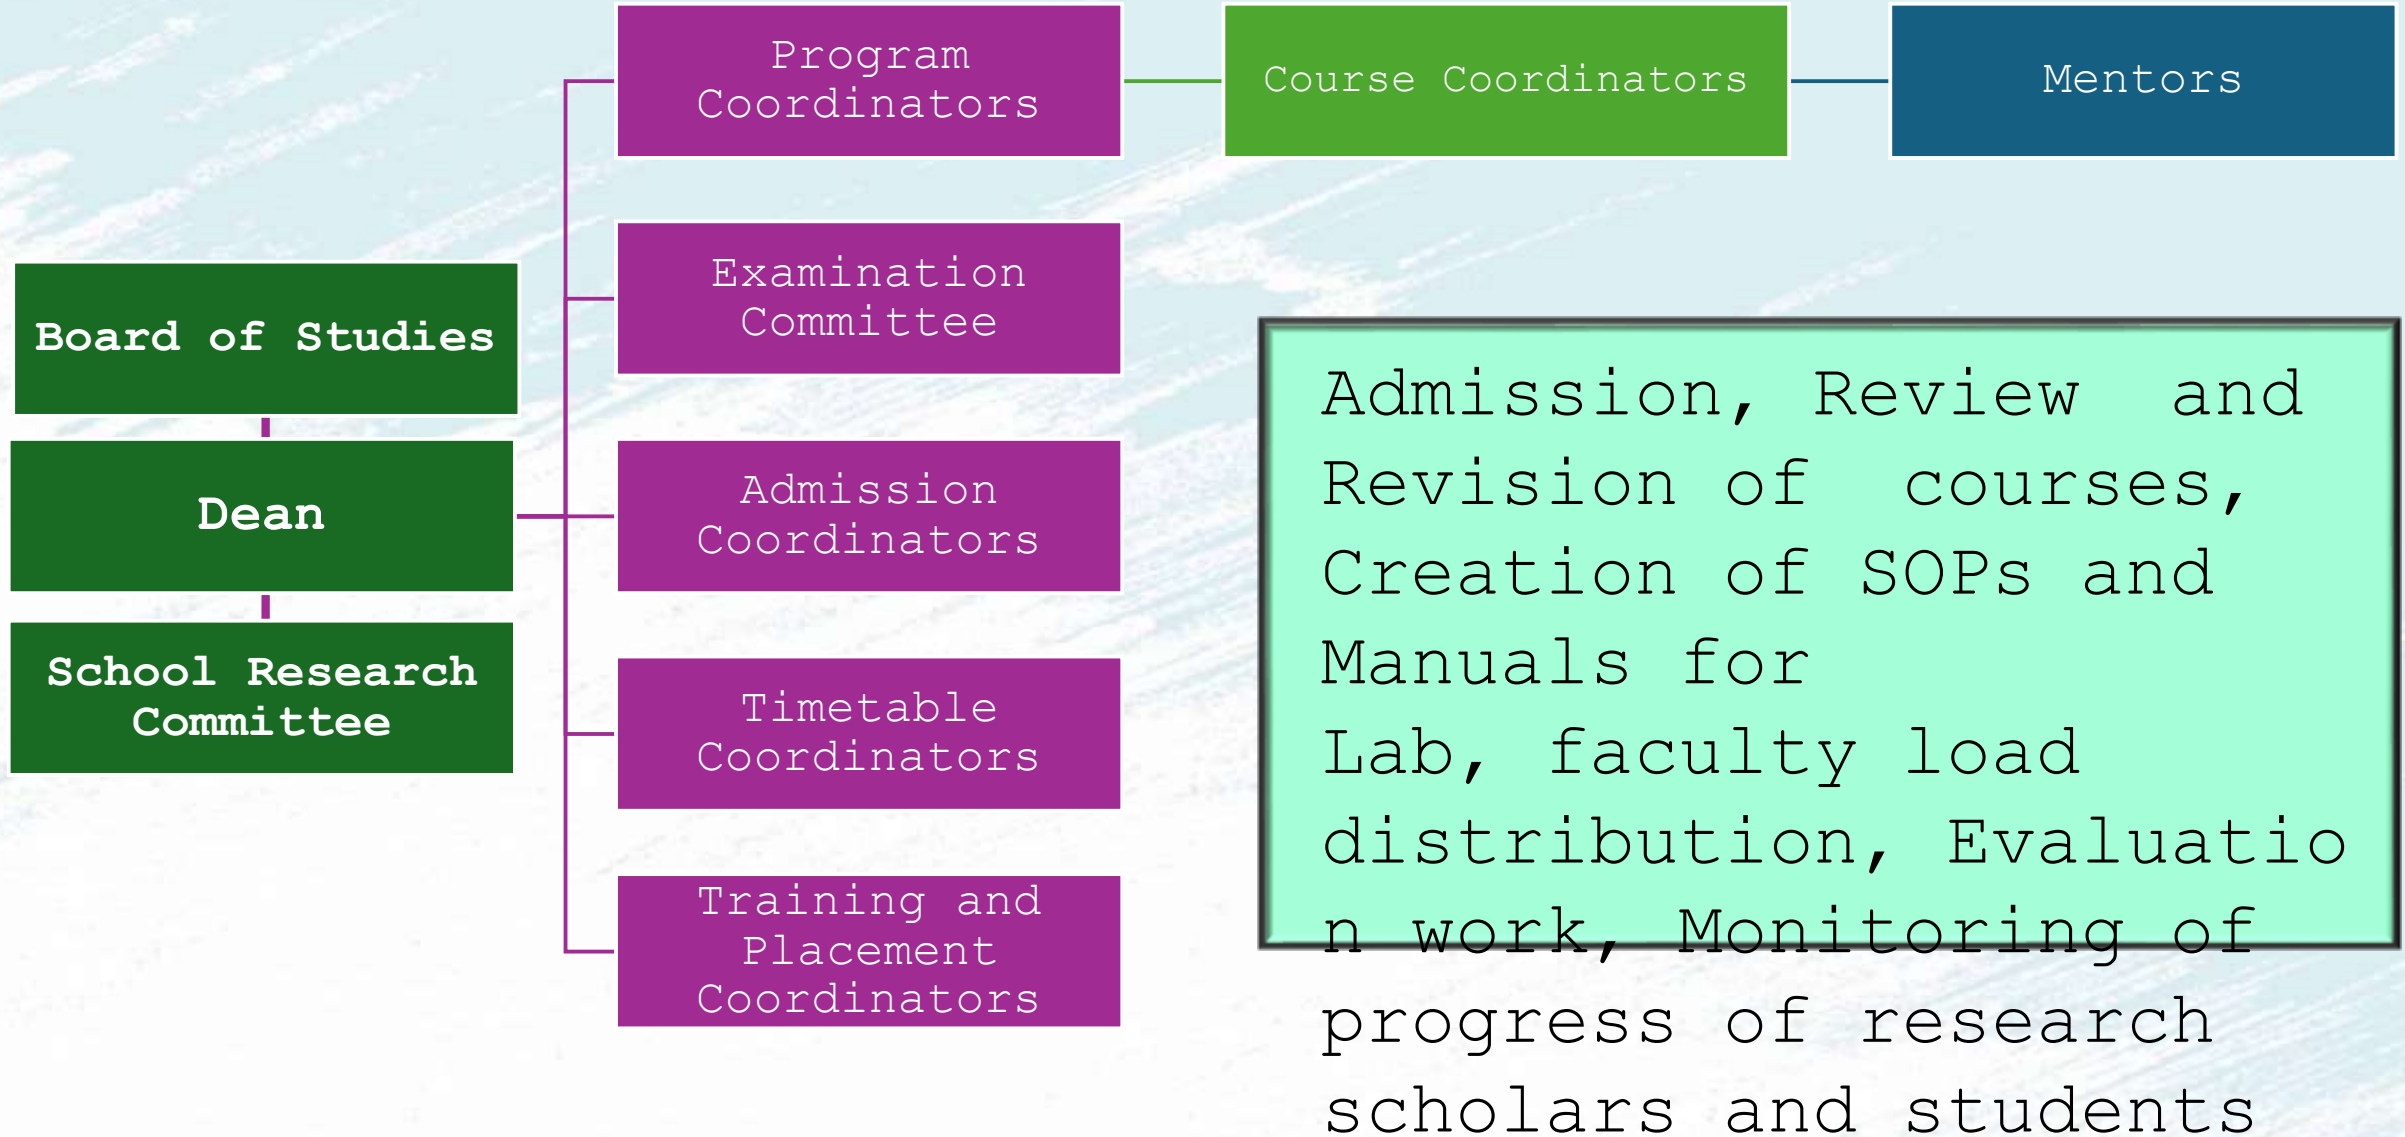 Program
Coordinators
Course Coordinators
Mentors
Examination
Committee
Board of Studies
Admission
Coordinators
Dean
School Research
Committee
Timetable
Coordinators
Training and
Placement
Coordinators
Admission, Review and
Revision of courses,
Creation of SOPs and
Manuals for
Lab, faculty load
distribution, Evaluatio
n work, Monitoring of
progress of research
scholars and students